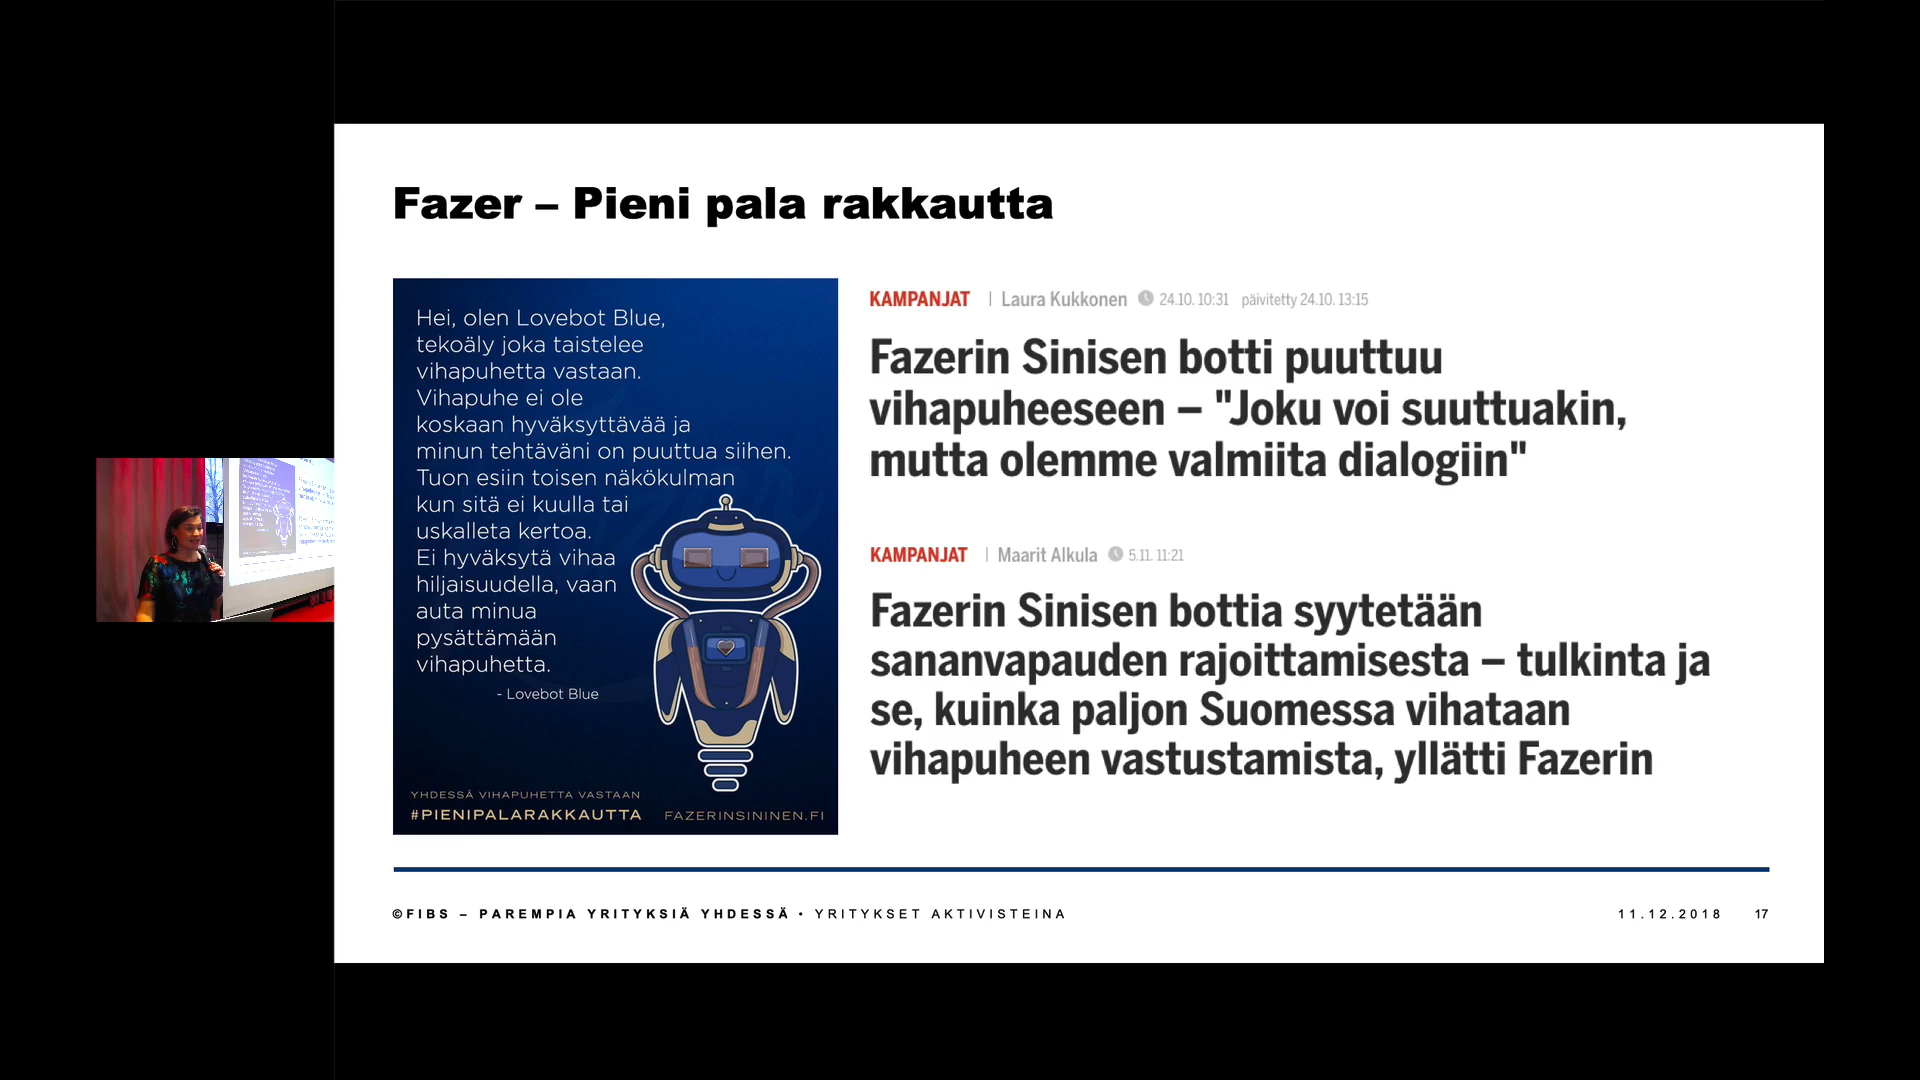 Fazer – Pieni pala rakkautta
Hei, olen Lovebot Blue,
tekoäly joka taistelee
vihapuhetta vastaan.
Vihapuhe ei ole
koskaan hyväksyttävää ja
minun tehtäväni on puuttua siihen.
Tuon esiin toisen näkökulman
kun sitä ei kuulla tai
uskalleta kertoa.
Ei hyväksytä vihaa
hiljaisuudella, vaan
auta minua
pysättämään
vihapuhetta.
- Lovebot Blue
YHDESSÄ VIHAPUHETTA VASTAAN
#PIENIPALARAKKAUTTA FAZERINSININEN.FI
KAMPANJAT | Laura Kukkonen 24.10. 10:31 päivitetty 24.10. 13:15
Fazerin Sinisen botti puuttuu
vihapuheeseen – "Joku voi suuttuakin,
mutta olemme valmiita dialogiin"
KAMPANJAT | Maarit Alkula 5.11. 11:21
Fazerin Sinisen bottia syytetään
sananvapauden rajoittamisesta – tulkinta ja
se, kuinka paljon Suomessa vihataan
vihapuheen vastustamista, yllätti Fazerin
©FIBS – PAREMPIA YRITYKSIÄ YHDESSÄ • YRITYKSET AKTIVISTEINA 11.12.2018 17